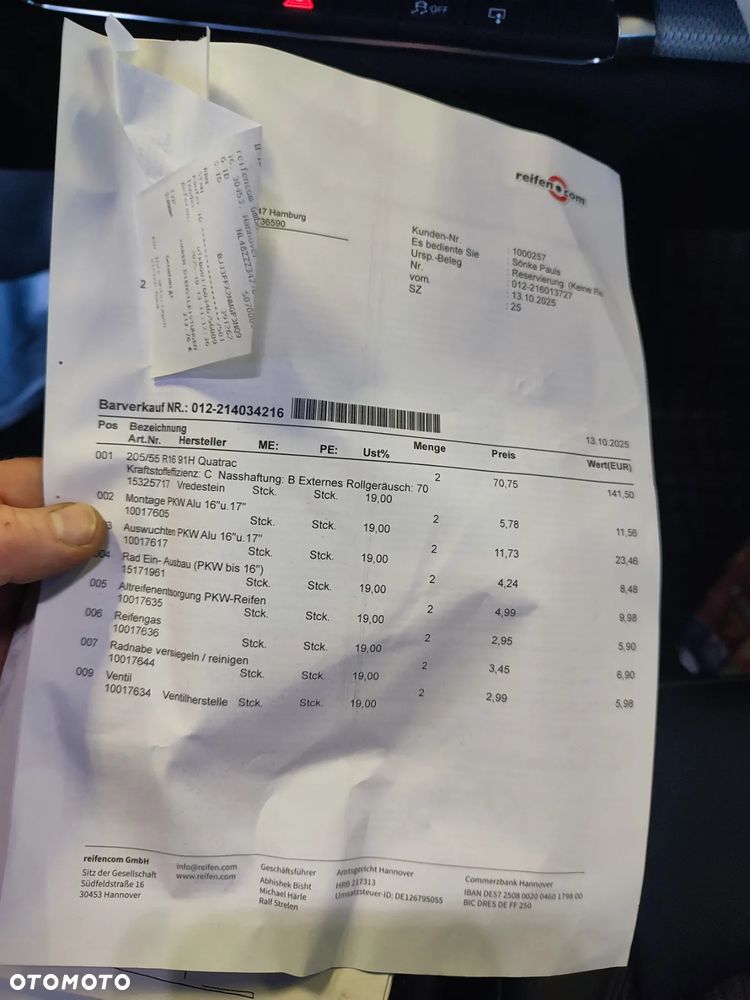 OFF
reifen.com
17 Hamburg
36590
Kunden-Nr. : 1000257
Es bediente Sie : Sönke Pauls
Ursp.-Beleg : Reservierung (Keine Re
Nr. : 012-216013727
vom. : 13.10.2025
SZ : 25
reifencom GmbH
30453, Hannover
2
Barverkauf NR.: 012-214034216
13.10.2025
Pos Bezeichnung
Art.Nr. Hersteller ME: PE: Ust% Menge Preis Wert(EUR)
001 205/55 R16 91H Quatrac 2 70,75 141,50
Kraftstoffeffizienz: C Nasshaftung: B Externes Rollgeräusch: 70
15325717 Vredestein Stck. Stck. 19,00
002 Montage PKW Alu 16"u.17" 2 5,78 11,56
10017605 Stck. Stck. 19,00
3 Auswuchten PKW Alu 16"u.17" 2 11,73 23,46
10017617 Stck. Stck. 19,00
04 Rad Ein- Ausbau (PKW bis 16") 2 4,24 8,48
15171961 Stck. Stck. 19,00
005 Altreifenentsorgung PKW-Reifen 2 4,99 9,98
10017635 Stck. Stck. 19,00
006 Reifengas 2 2,95 5,90
10017636 Stck. Stck. 19,00
007 Radnabe versiegeln / reinigen 2 3,45 6,90
10017644 Stck. Stck. 19,00
009 Ventil 2 2,99 5,98
10017634 Ventilherstelle Stck. Stck. 19,00
reifencom GmbH
Sitz der Gesellschaft
Südfeldstraße 16
30453 Hannover
info@reifen.com
www.reifen.com
Geschäftsführer
Abhishek Bisht
Michael Härle
Ralf Strelen
Amtsgericht Hannover
HRB 217313
Umsatzsteuer-ID: DE126795055
Commerzbank Hannover
IBAN DE57 2508 0020 0460 1798 00
BIC DRES DE FF 250
OTOMOTO